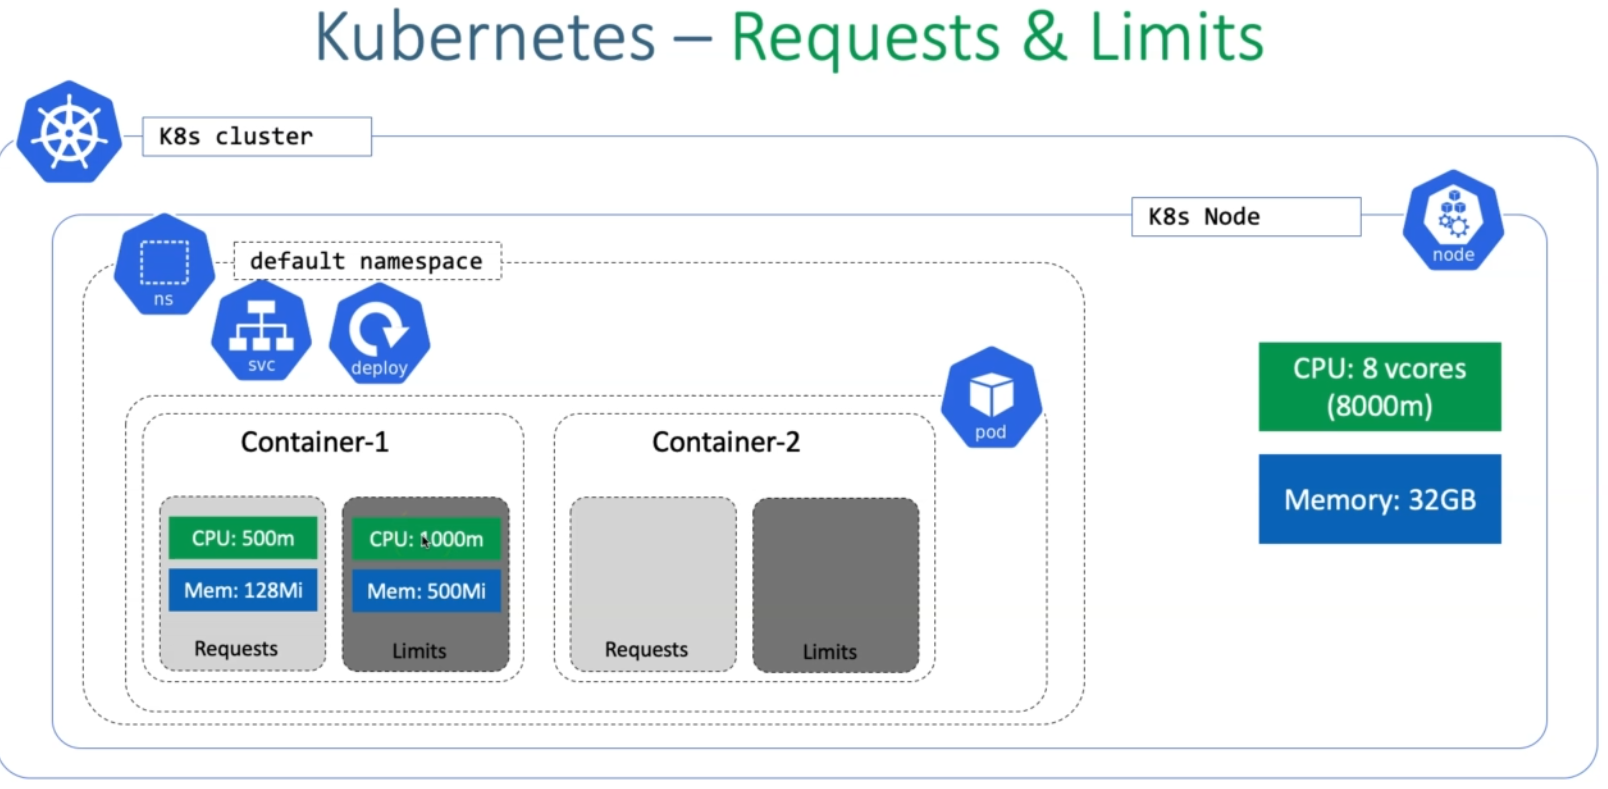 Kubernetes – Requests & Limits
K8s cluster
K8s Node
node
default namespace
ns
svc
deploy
pod
Container-1
CPU: 500m
Mem: 128Mi
Requests
CPU: 1000m
Mem: 500Mi
Limits
Container-2
Requests
Limits
CPU: 8 vcores
(8000m)
Memory: 32GB